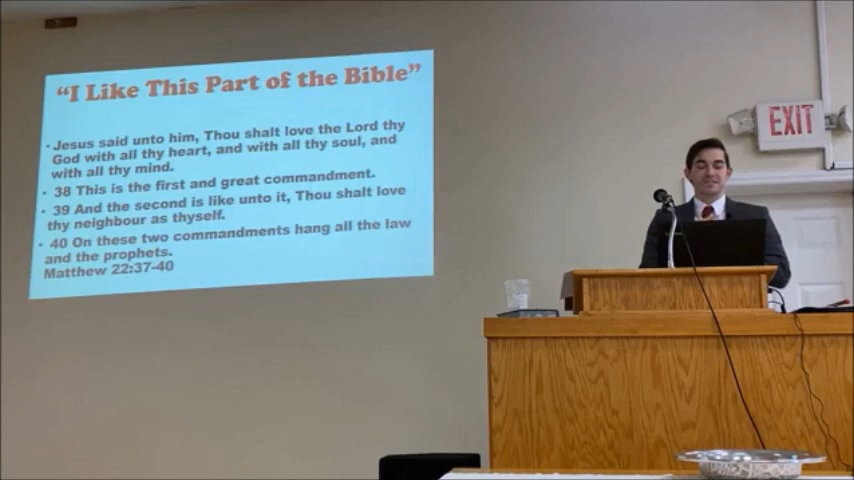 “I Like This Part of the Bible”
• Jesus said unto him, Thou shalt love the Lord thy
God with all thy heart, and with all thy soul, and
with all thy mind.
• 38 This is the first and great commandment.
• 39 And the second is like unto it, Thou shalt love
thy neighbour as thyself.
• 40 On these two commandments hang all the law
and the prophets.
Matthew 22:37-40
EXIT